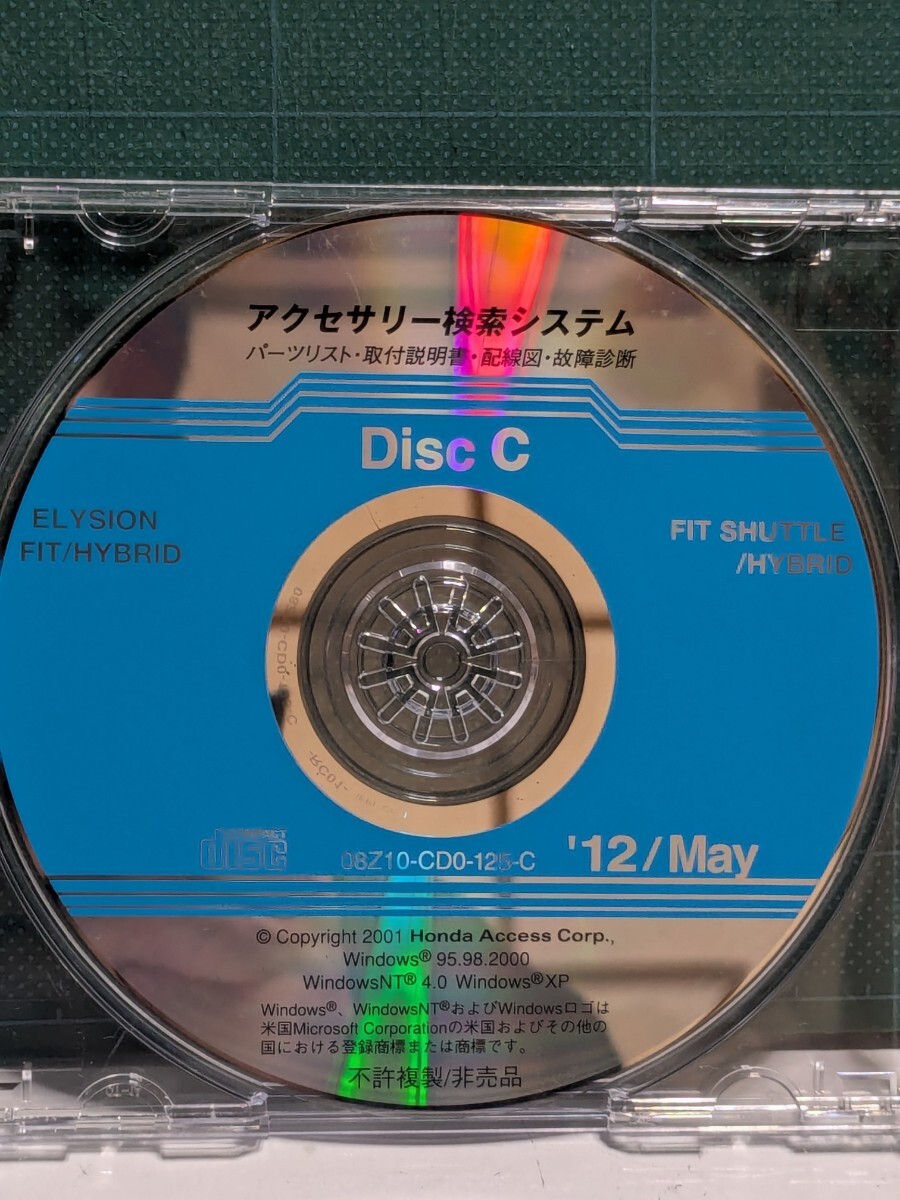 アクセサリー検索システム
パーツリスト・取付説明書・配線図・故障診断
Disc C
ELYSION
FIT/HYBRID
FIT SHUTTLE
/HYBRID
COMPACT
disc
08Z10-CD0-125-C
'12/May
© Copyright 2001 Honda Access Corp.,
Windows® 95.98.2000
WindowsNT® 4.0 Windows®XP
Windows®、WindowsNT®およびWindowsロゴは
米国Microsoft Corporationの米国およびその他の
国における登録商標または商標です。
不許複製/非売品